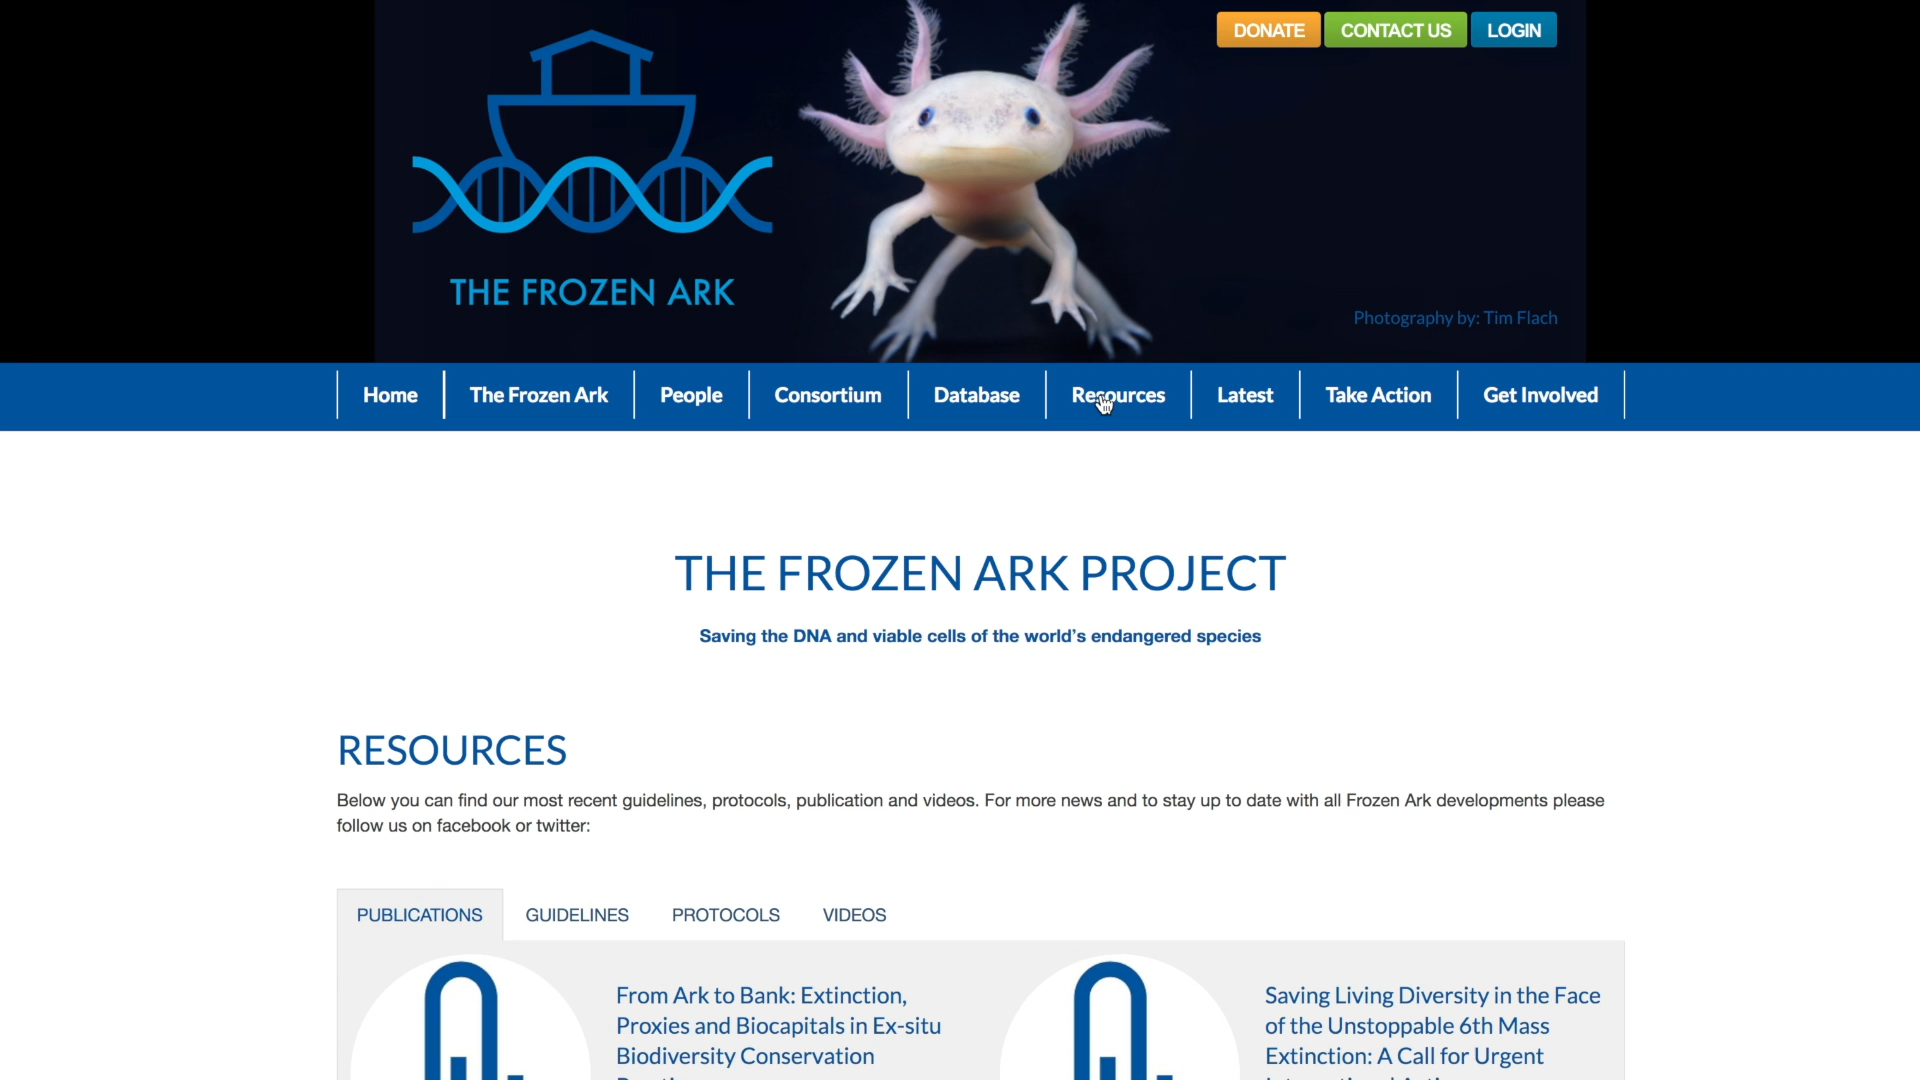 DONATE CONTACT US LOGIN
THE FROZEN ARK
Photography by: Tim Flach
Home The Frozen Ark People Consortium Database Resources Latest Take Action Get Involved
THE FROZEN ARK PROJECT
Saving the DNA and viable cells of the world's endangered species
RESOURCES
Below you can find our most recent guidelines, protocols, publication and videos. For more news and to stay up to date with all Frozen Ark developments please
follow us on facebook or twitter:
PUBLICATIONS GUIDELINES PROTOCOLS VIDEOS
From Ark to Bank: Extinction,
Proxies and Biocapitals in Ex-situ
Biodiversity Conservation
Saving Living Diversity in the Face
of the Unstoppable 6th Mass
Extinction: A Call for Urgent